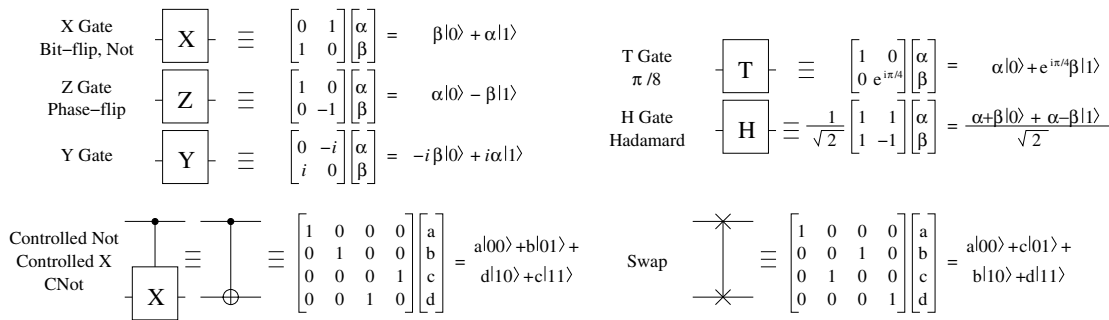 X Gate
Bit-flip, Not
X ≡ [0 1; 1 0] [α; β] = β|0⟩ + α|1⟩
Z Gate
Phase-flip
Z ≡ [1 0; 0 -1] [α; β] = α|0⟩ - β|1⟩
Y Gate
Y ≡ [0 -i; i 0] [α; β] = -iβ|0⟩ + iα|1⟩
T Gate
π/8
T ≡ [1 0; 0 e^iπ/4] [α; β] = α|0⟩ + e^iπ/4 β|1⟩
H Gate
Hadamard
H ≡ 1/√2 [1 1; 1 -1] [α; β] = α+β|0⟩ + α-β|1⟩ / √2
Controlled Not
Controlled X
CNot
X ≡ ≡ [1 0 0 0; 0 1 0 0; 0 0 0 1; 0 0 1 0] [a; b; c; d] = a|00⟩ + b|01⟩ +
d|10⟩ + c|11⟩
Swap
≡ [1 0 0 0; 0 0 1 0; 0 1 0 0; 0 0 0 1] [a; b; c; d] = a|00⟩ + c|01⟩ +
b|10⟩ + d|11⟩